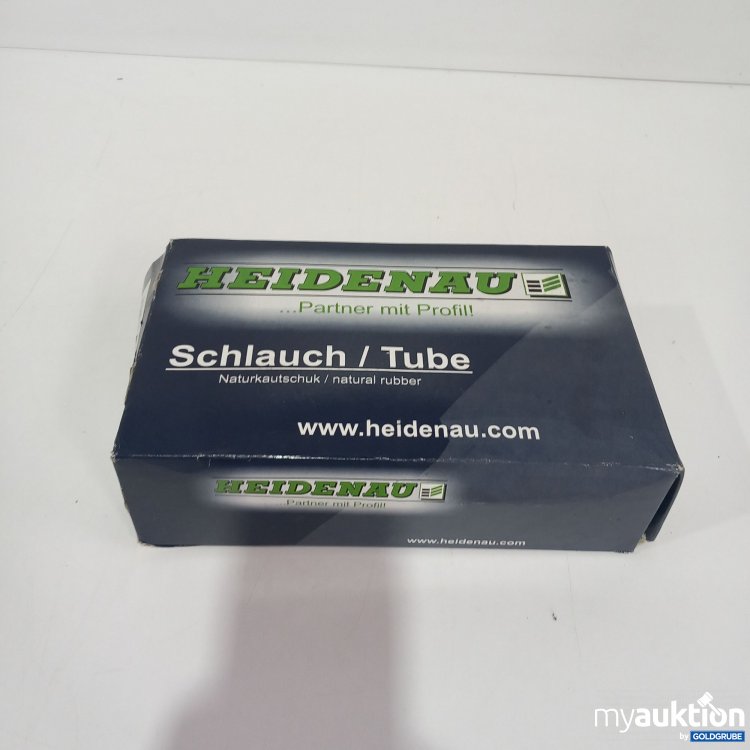 HEIDENAU
...Partner mit Profil!
Schlauch / Tube
Naturkautschuk / natural rubber
www.heidenau.com
HEIDENAU
...Partner mit Profil!
www.heidenau.com
myauktion
by GOLDGRUBE